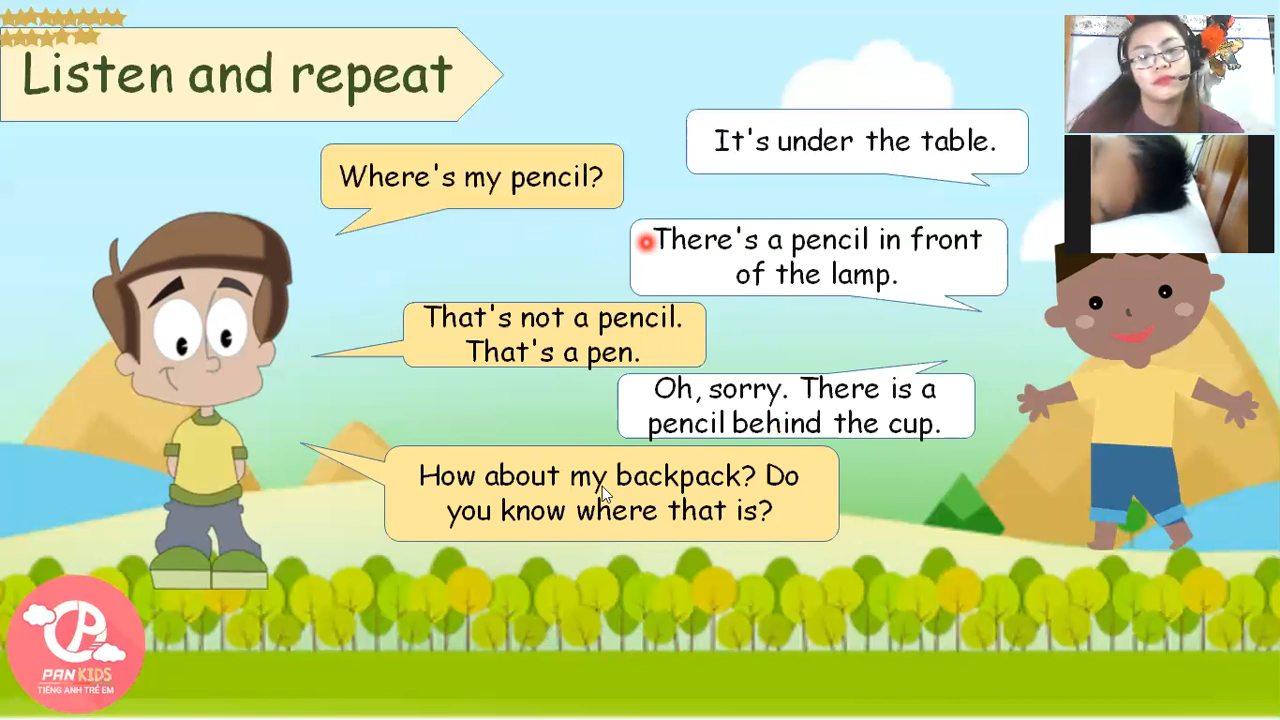 Listen and repeat
Where's my pencil?
There's a pencil in front
of the lamp.
That's not a pencil.
That's a pen.
Oh, sorry. There is a
pencil behind the cup.
How about my backpack? Do
you know where that is?
It's under the table.
PAN KIDS
TIẾNG ANH TRẺ EM